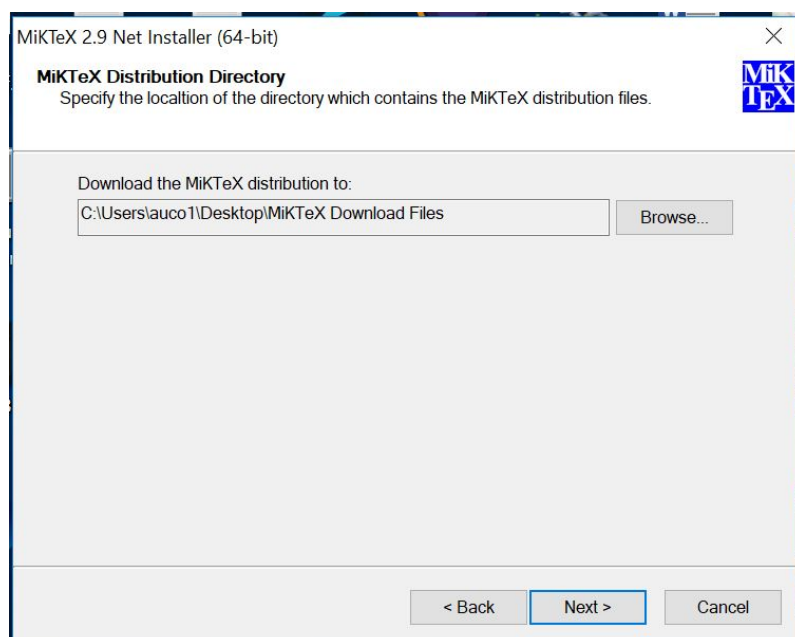 MiKTeX 2.9 Net Installer (64-bit)
MiKTeX Distribution Directory
Specify the localtion of the directory which contains the MiKTeX distribution files.
MiK
TEX
Download the MiKTeX distribution to:
C:\Users\auco1\Desktop\MiKTeX Download Files
Browse...
< Back
Next >
Cancel